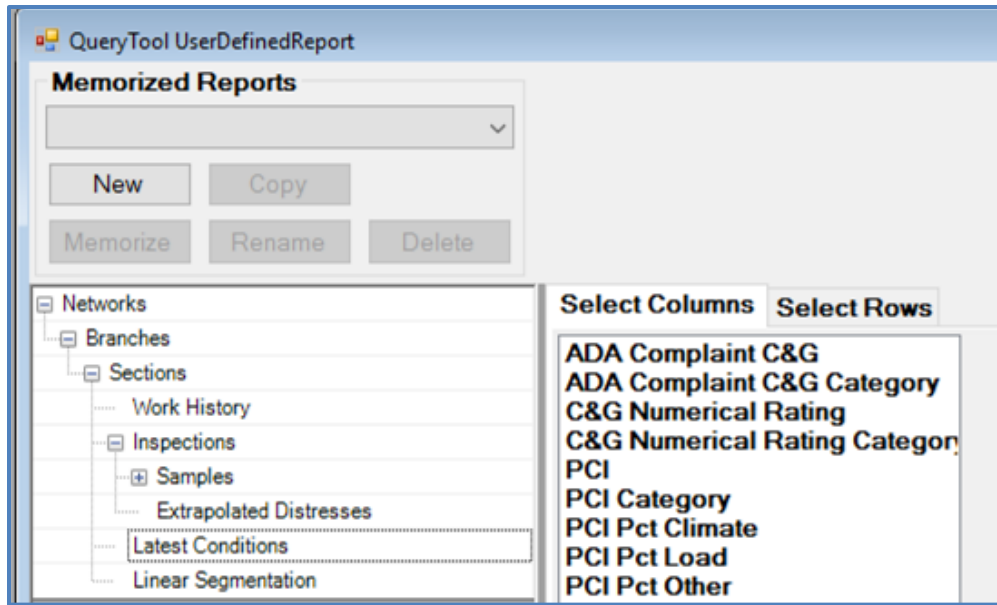 QueryTool UserDefinedReport
Memorized Reports
New Copy
Memorize Rename Delete
Networks
Branches
Sections
Work History
Inspections
Samples
Extrapolated Distresses
Latest Conditions
Linear Segmentation
Select Columns Select Rows
ADA Complaint C&G
ADA Complaint C&G Category
C&G Numerical Rating
C&G Numerical Rating Category
PCI
PCI Category
PCI Pct Climate
PCI Pct Load
PCI Pct Other